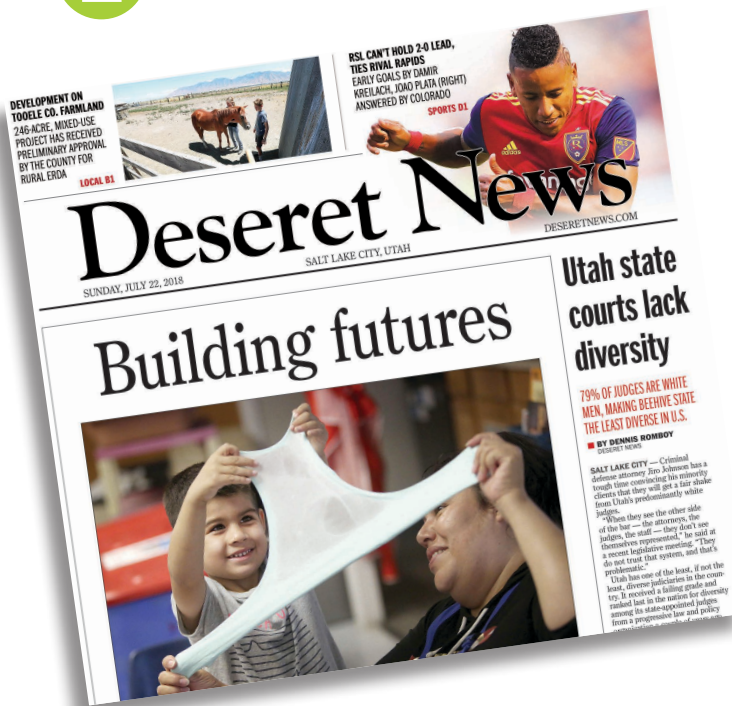 DEVELOPMENT ON
TOOELE CO. FARMLAND
246-ACRE, MIXED-USE
PROJECT HAS RECEIVED
PRELIMINARY APPROVAL
BY THE COUNTY FOR
RURAL ERDA
LOCAL B1
RSL CAN'T HOLD 2-0 LEAD,
TIES RIVAL RAPIDS
EARLY GOALS BY DAMIR
KREILACH, JOAO PLATA (RIGHT)
ANSWERED BY COLORADO
SPORTS D1
adidas
MLS
Deseret News
SUNDAY, JULY 22, 2018
SALT LAKE CITY, UTAH
DESERETNEWS.COM
Building futures
Utah state
courts lack
diversity
79% OF JUDGES ARE WHITE
MEN, MAKING BEEHIVE STATE
THE LEAST DIVERSE IN U.S.
BY DENNIS ROMBOY
DESERET NEWS
SALT LAKE CITY — Criminal
defense attorney Jiro Johnson has a
tough time convincing his minority
clients that they will get a fair shake
from Utah's predominantly white
judges.
"When they see the other side
of the bar — the attorneys, the
judges, the staff — they don't see
themselves represented," he said at
a recent legislative meeting. "They
do not trust that system, and that's
problematic."
Utah has one of the least, if not the
least, diverse judiciaries in the coun-
try. It received a failing grade and
ranked last in the nation for diversity
among its state-appointed judges
from a progressive law and policy